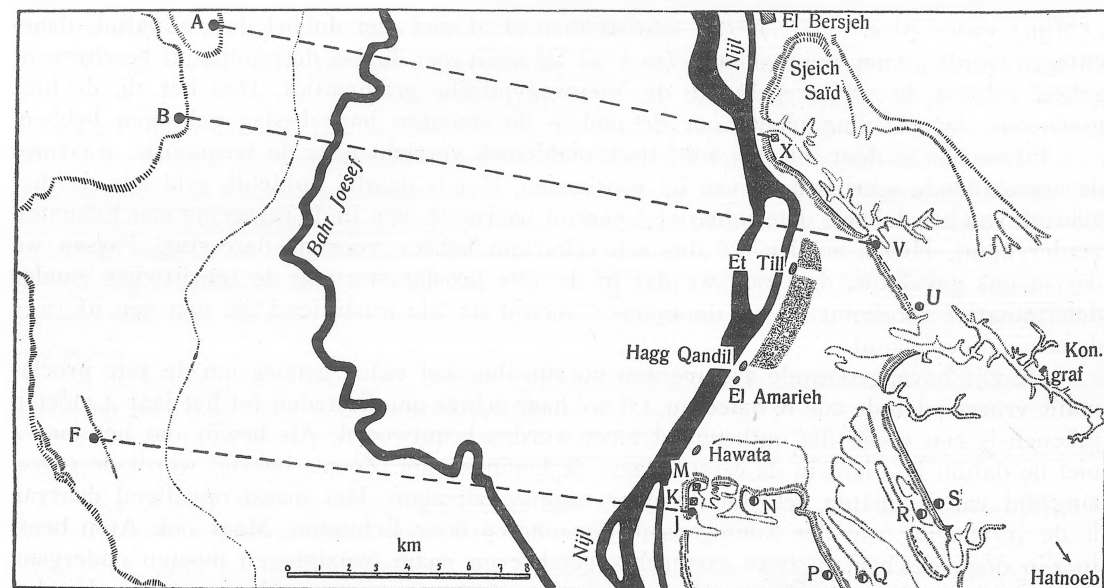 A
B
F
Bahr Joesef
Nijl
El Bersjeh
Sjeich
Saïd
X
V
Et Till
U
Hagg Qandil
Kon.
graf
El Amarieh
Hawata
M
K
J
N
S
R
P
Q
Nijl
Hatnoeb
km
0 1 2 3 4 5 6 7 8